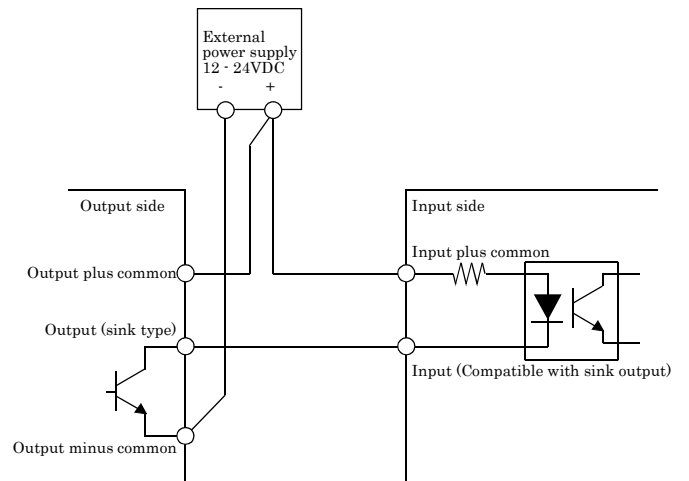 External
power supply
12 - 24VDC
- +
Output side
Input side
Output plus common
Input plus common
Output (sink type)
Input (Compatible with sink output)
Output minus common